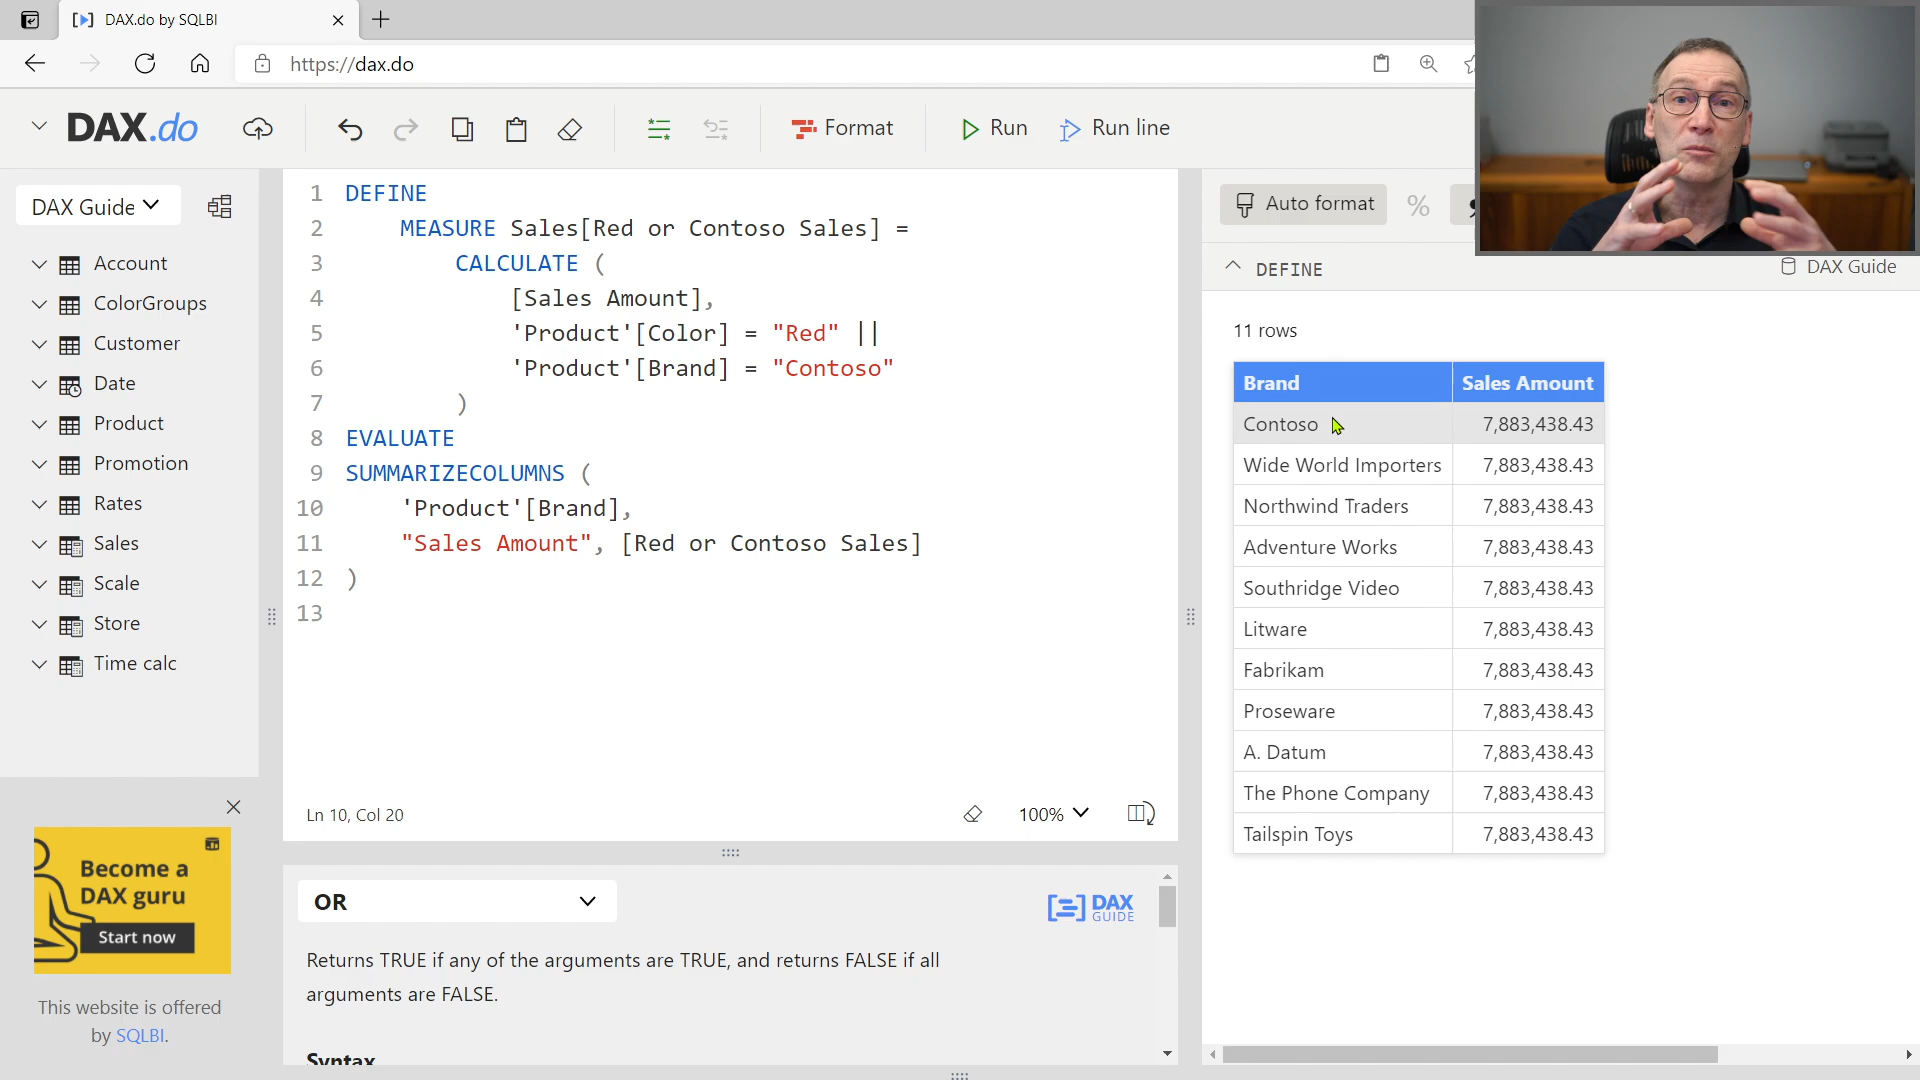 DAX.do by SQLBI
https://dax.do
DAX.do
Format
Run
Run line
DAX Guide
Account
ColorGroups
Customer
Date
Product
Promotion
Rates
Sales
Scale
Store
Time calc
Become a
DAX guru
Start now
This website is offered
by SQLBI.
1 DEFINE
2 MEASURE Sales[Red or Contoso Sales] =
3 CALCULATE (
4 [Sales Amount],
5 'Product'[Color] = "Red" ||
6 'Product'[Brand] = "Contoso"
7 )
8 EVALUATE
9 SUMMARIZECOLUMNS (
10 'Product'[Brand],
11 "Sales Amount", [Red or Contoso Sales]
12 )
13
Ln 10, Col 20
100%
OR
DAX
GUIDE
Returns TRUE if any of the arguments are TRUE, and returns FALSE if all
arguments are FALSE.
Syntax
Auto format %
DEFINE
DAX Guide
11 rows
Brand Sales Amount
Contoso 7,883,438.43
Wide World Importers 7,883,438.43
Northwind Traders 7,883,438.43
Adventure Works 7,883,438.43
Southridge Video 7,883,438.43
Litware 7,883,438.43
Fabrikam 7,883,438.43
Proseware 7,883,438.43
A. Datum 7,883,438.43
The Phone Company 7,883,438.43
Tailspin Toys 7,883,438.43